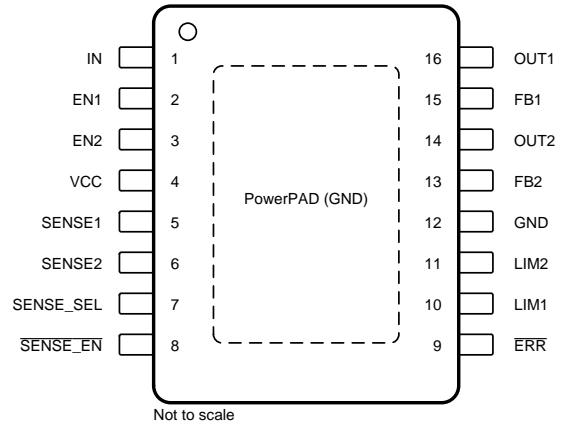 IN 1 16 OUT1
EN1 2 15 FB1
EN2 3 14 OUT2
VCC 4 13 FB2
PowerPAD (GND)
SENSE1 5 12 GND
SENSE2 6 11 LIM2
SENSE_SEL 7 10 LIM1
SENSE_EN 8 9 ERR
Not to scale